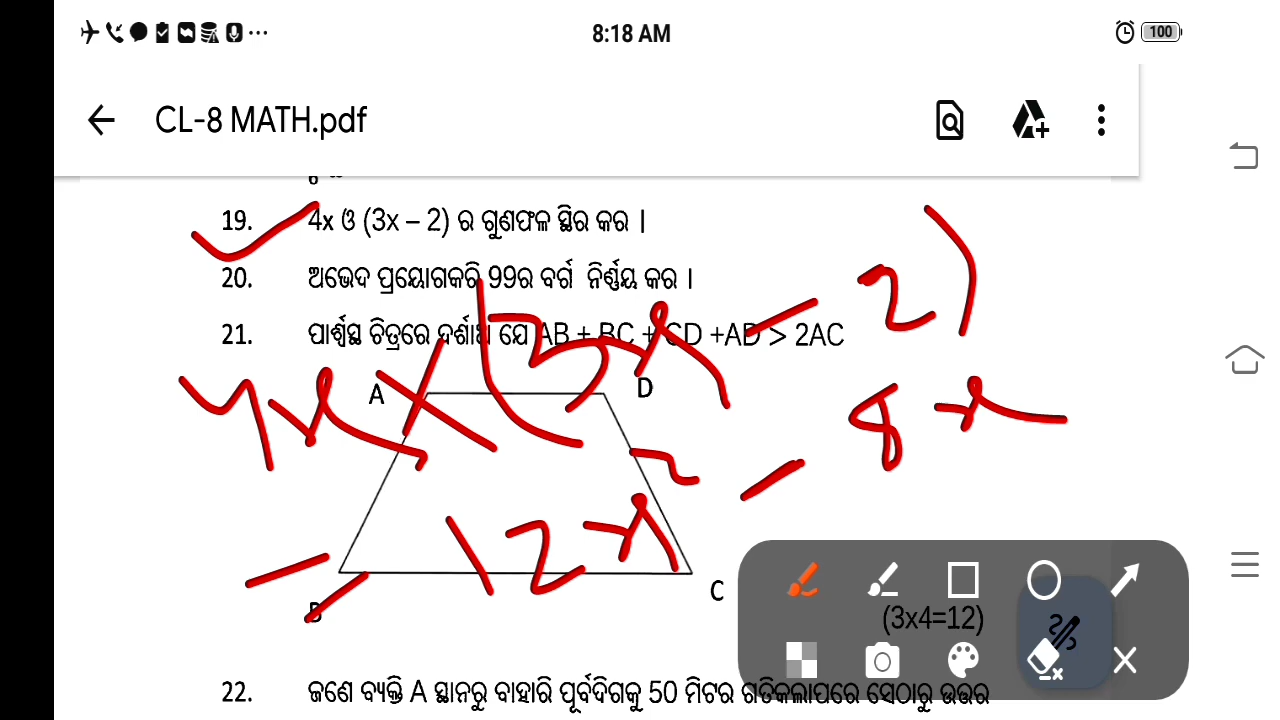 8:18 AM 100
CL-8 MATH.pdf
19. 4x ଓ (3x – 2) ର ଗୁଣଫଳ ସ୍ଥିର କର ।
20. ଅଭେଦ ପ୍ରୟୋଗକରି 99ର ବର୍ଗ ନିର୍ଣ୍ଣୟ କର ।
21. ପାର୍ଶ୍ୱସ୍ଥ ଚିତ୍ରରେ ଦର୍ଶାଅ ଯେ AB + BC + CD +AD > 2AC
4x × (3x – 2)
A D
= 12x² – 8x
B C
(3x4=12)
22. ଜଣେ ବ୍ୟକ୍ତି A ସ୍ଥାନରୁ ବାହାରି ପୂର୍ବଦିଗକୁ 50 ମିଟର ଗତିକଲାପରେ ସେଠାରୁ ଉତ୍ତର